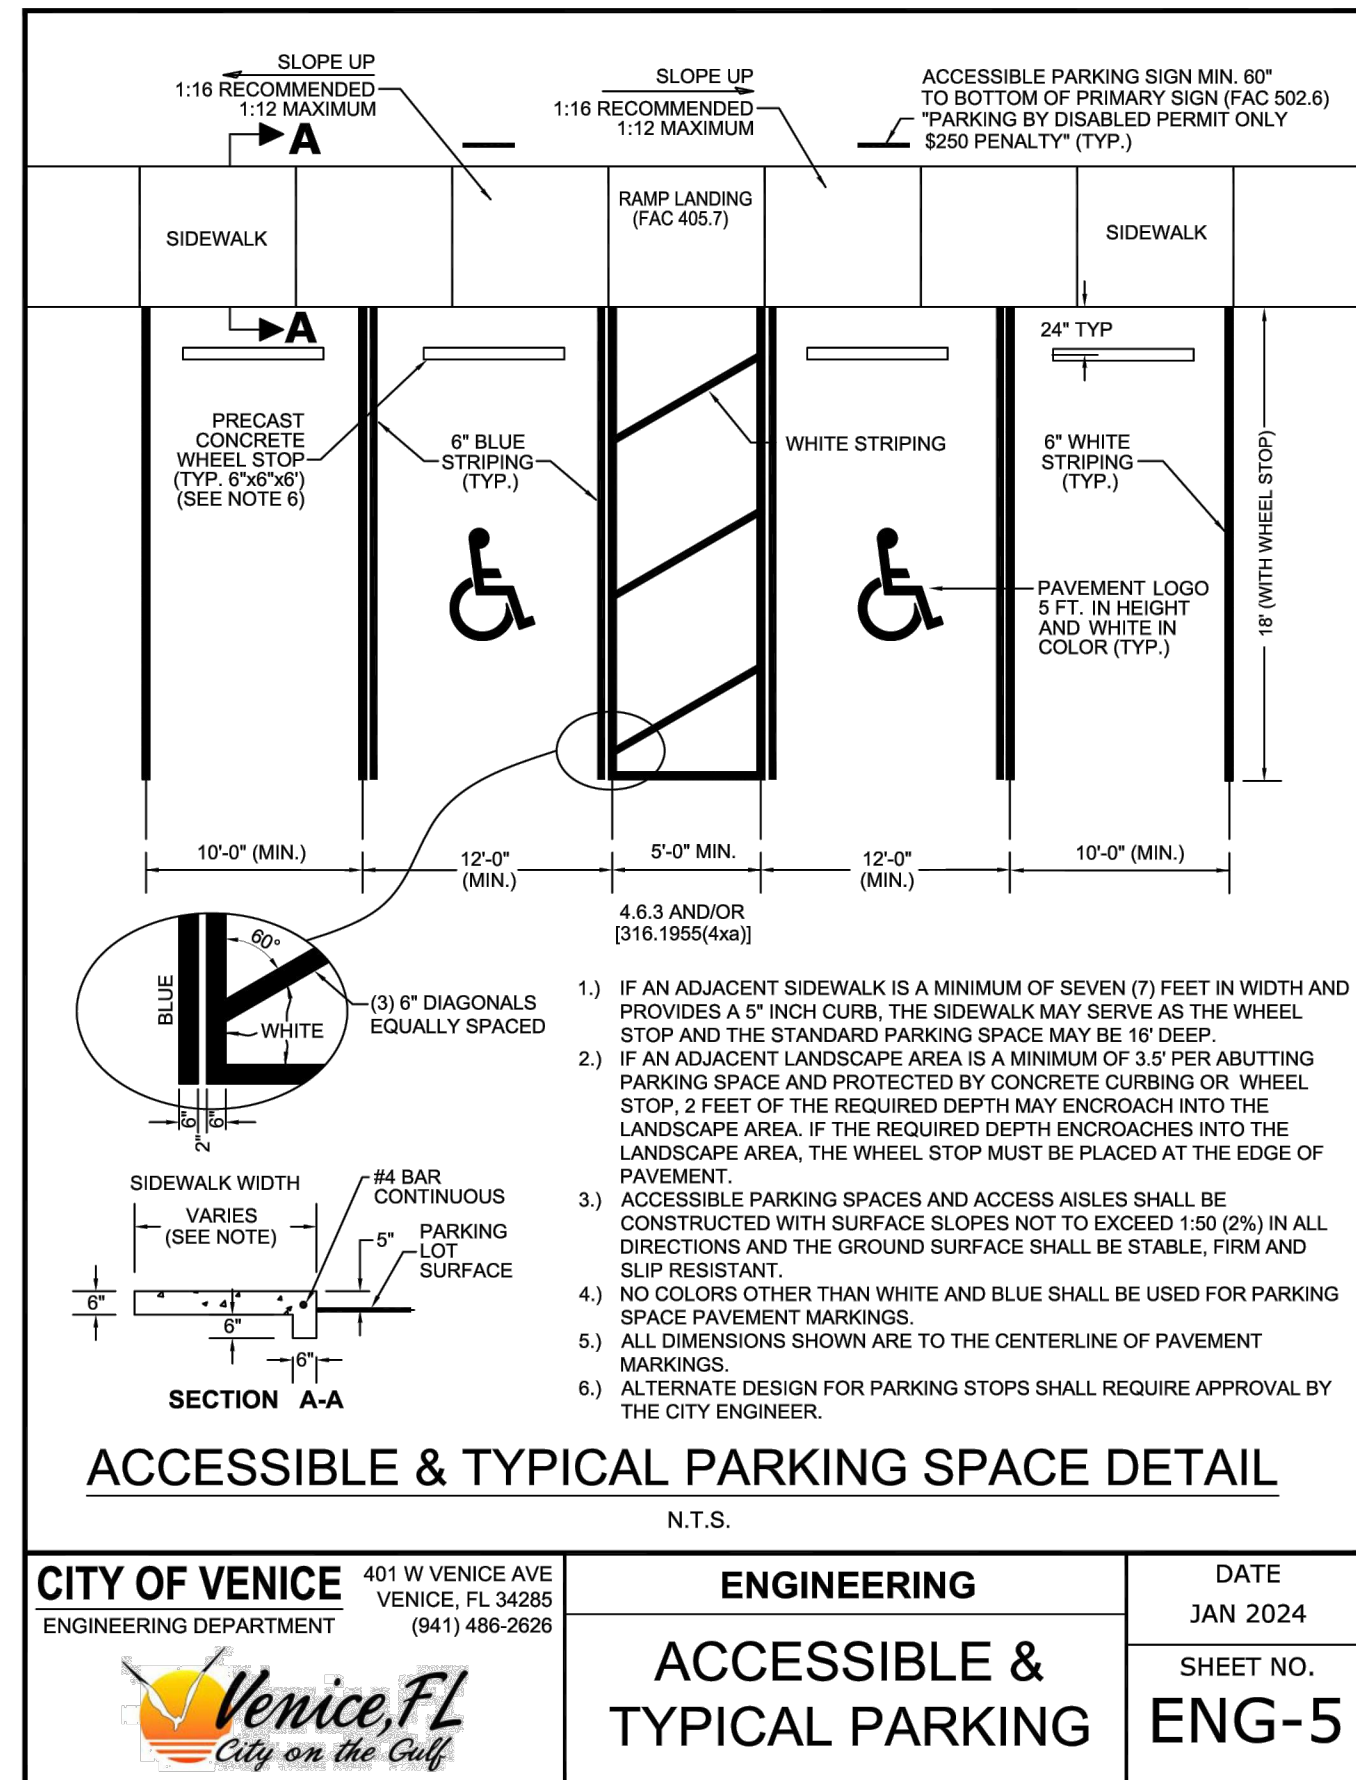 SLOPE UP
1:16 RECOMMENDED
1:12 MAXIMUM
SLOPE UP
1:16 RECOMMENDED
1:12 MAXIMUM
ACCESSIBLE PARKING SIGN MIN. 60"
TO BOTTOM OF PRIMARY SIGN (FAC 502.6)
"PARKING BY DISABLED PERMIT ONLY
$250 PENALTY" (TYP.)
A
SIDEWALK
RAMP LANDING
(FAC 405.7)
SIDEWALK
A
24" TYP
PRECAST
CONCRETE
WHEEL STOP
(TYP. 6"x6"x6')
(SEE NOTE 6)
6" BLUE
STRIPING
(TYP.)
WHITE STRIPING
6" WHITE
STRIPING
(TYP.)
18' (WITH WHEEL STOP)
PAVEMENT LOGO
5 FT. IN HEIGHT
AND WHITE IN
COLOR (TYP.)
10'-0" (MIN.)
12'-0"
(MIN.)
5'-0" MIN.
12'-0"
(MIN.)
10'-0" (MIN.)
4.6.3 AND/OR
[316.1955(4xa)]
60°
BLUE
WHITE
(3) 6" DIAGONALS
EQUALLY SPACED
6"
2"
6"
1.) IF AN ADJACENT SIDEWALK IS A MINIMUM OF SEVEN (7) FEET IN WIDTH AND
PROVIDES A 5" INCH CURB, THE SIDEWALK MAY SERVE AS THE WHEEL
STOP AND THE STANDARD PARKING SPACE MAY BE 16' DEEP.
2.) IF AN ADJACENT LANDSCAPE AREA IS A MINIMUM OF 3.5' PER ABUTTING
PARKING SPACE AND PROTECTED BY CONCRETE CURBING OR WHEEL
STOP, 2 FEET OF THE REQUIRED DEPTH MAY ENCROACH INTO THE
LANDSCAPE AREA. IF THE REQUIRED DEPTH ENCROACHES INTO THE
LANDSCAPE AREA, THE WHEEL STOP MUST BE PLACED AT THE EDGE OF
PAVEMENT.
3.) ACCESSIBLE PARKING SPACES AND ACCESS AISLES SHALL BE
CONSTRUCTED WITH SURFACE SLOPES NOT TO EXCEED 1:50 (2%) IN ALL
DIRECTIONS AND THE GROUND SURFACE SHALL BE STABLE, FIRM AND
SLIP RESISTANT.
4.) NO COLORS OTHER THAN WHITE AND BLUE SHALL BE USED FOR PARKING
SPACE PAVEMENT MARKINGS.
5.) ALL DIMENSIONS SHOWN ARE TO THE CENTERLINE OF PAVEMENT
MARKINGS.
6.) ALTERNATE DESIGN FOR PARKING STOPS SHALL REQUIRE APPROVAL BY
THE CITY ENGINEER.
SIDEWALK WIDTH
VARIES
(SEE NOTE)
#4 BAR
CONTINUOUS
5"
PARKING
LOT
SURFACE
6"
6"
6"
SECTION A-A
ACCESSIBLE & TYPICAL PARKING SPACE DETAIL
N.T.S.
CITY OF VENICE
ENGINEERING DEPARTMENT
401 W VENICE AVE
VENICE, FL 34285
(941) 486-2626
Venice, FL
City on the Gulf
ENGINEERING
ACCESSIBLE &
TYPICAL PARKING
DATE
JAN 2024
SHEET NO.
ENG-5